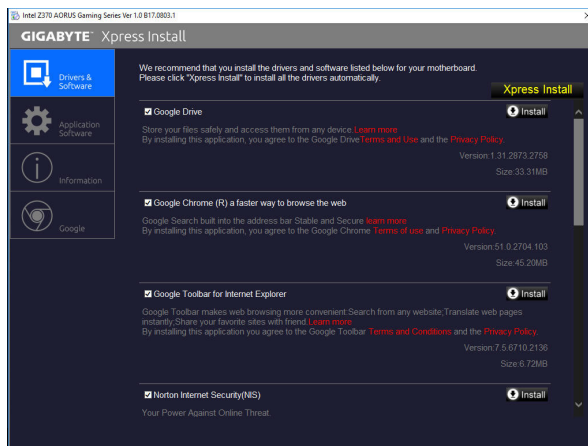 Intel Z370 AORUS Gaming Series Ver 1.0 B17.0803.1
GIGABYTE™ Xpress Install
Drivers &
Software
Application
Software
Information
Google
We recommend that you install the drivers and software listed below for your motherboard.
Please click "Xpress Install" to install all the drivers automatically.
Xpress Install
Google Drive
Install
Store your files safely and access them from any device.Learn more
By installing this application, you agree to the Google DriveTerms and Use and the Privacy Policy.
Version:1.31.2873.2758
Size:33.31MB
Google Chrome (R) a faster way to browse the web
Install
Google Search built into the address bar Stable and Secure learn more
By installing this application, you agree to the Google Chrome Terms of use and Privacy Policy.
Version:51.0.2704.103
Size:45.20MB
Google Toolbar for Internet Explorer
Install
Google Toolbar makes web browsing more convenient:Search from any website;Translate web pages
instantly;Share your favorite sites with friend.Learn more
By installing this application you agree to the Google Toolbar Terms and Conditions and the Privacy Policy.
Version:7.5.6710.2136
Size:6.72MB
Norton Internet Security(NIS)
Install
Your Power Against Online Threat.